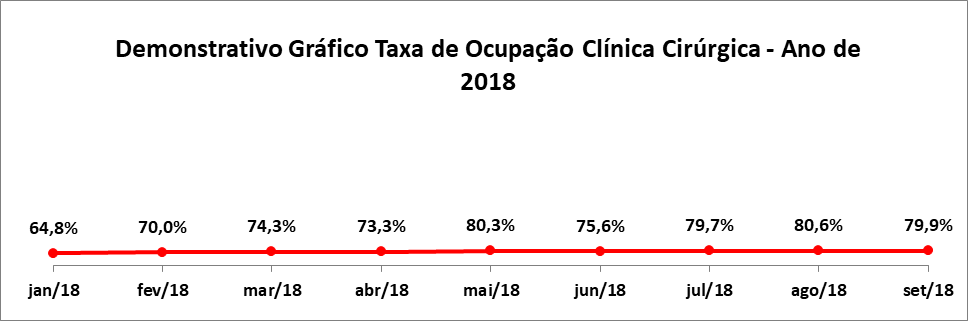 Demonstrativo Gráfico Taxa de Ocupação Clínica Cirúrgica - Ano de
2018
64,8% 70,0% 74,3% 73,3% 80,3% 75,6% 79,7% 80,6% 79,9%
jan/18 fev/18 mar/18 abr/18 mai/18 jun/18 jul/18 ago/18 set/18